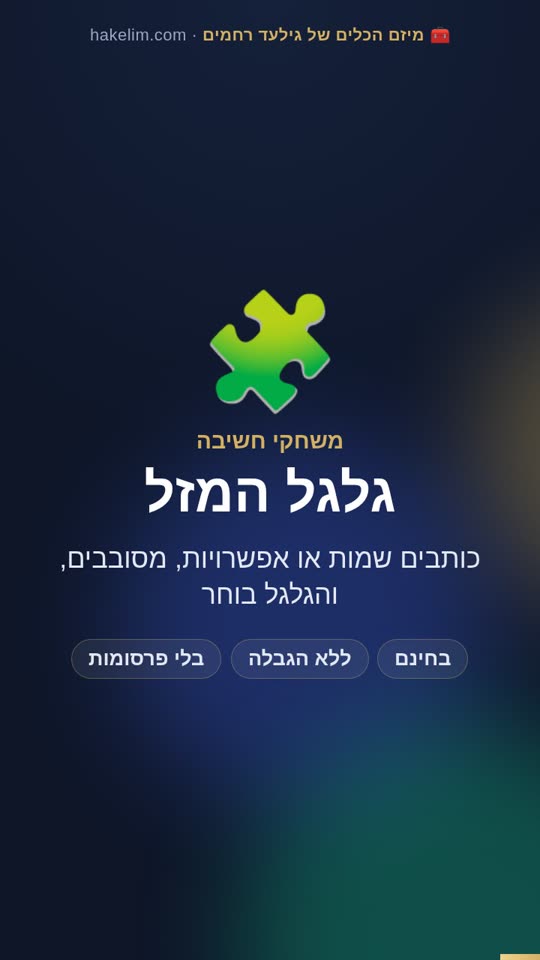 🧰 מיזם הכלים של גילעד רחמים · hakelim.com
משחקי חשיבה
גלגל המזל
כותבים שמות או אפשרויות, מסובבים,
והגלגל בוחר
בחינם
ללא הגבלה
בלי פרסומות